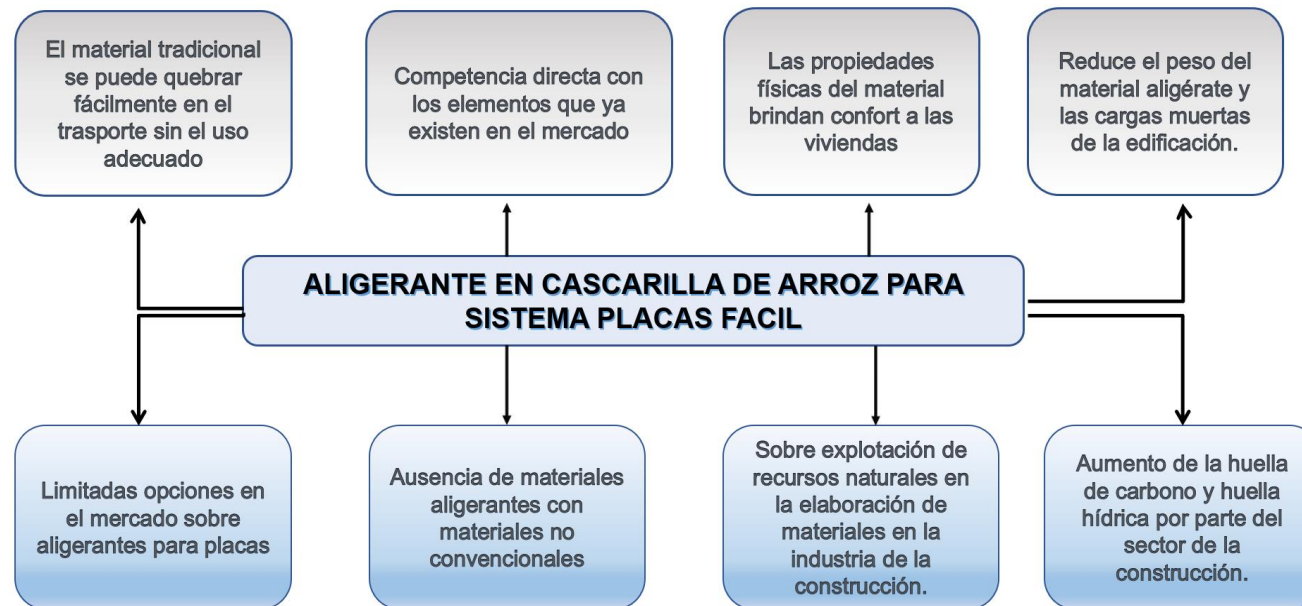 El material tradicional
se puede quebrar
fácilmente en el
trasporte sin el uso
adecuado
Competencia directa con
los elementos que ya
existen en el mercado
Las propiedades
físicas del material
brindan confort a las
viviendas
Reduce el peso del
material aligérate y
las cargas muertas
de la edificación.
ALIGERANTE EN CASCARILLA DE ARROZ PARA
SISTEMA PLACAS FACIL
Limitadas opciones en
el mercado sobre
aligerantes para placas
Ausencia de materiales
aligerantes con
materiales no
convencionales
Sobre explotación de
recursos naturales en
la elaboración de
materiales en la
industria de la
construcción.
Aumento de la huella
de carbono y huella
hídrica por parte del
sector de la
construcción.